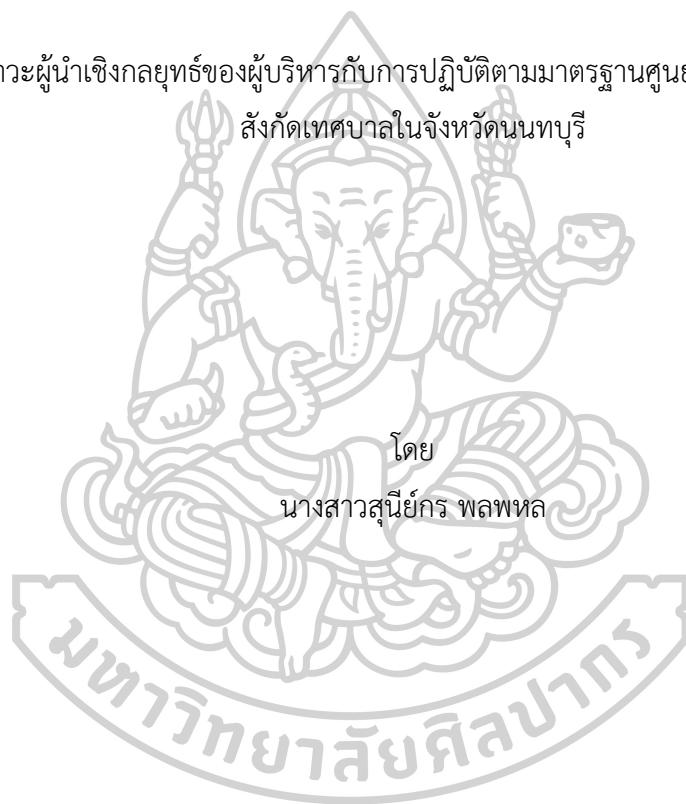 าวะผู้นำเชิงกลยุทธ์ของผู้บริหารกับการปฏิบัติตามมาตรฐานศูนย
สังกัดเทศบาลในจังหวัดนนทบุรี
โดย
นางสาวสุนีย์กร พลพหล
มหาวิทยาลัยศิลปากร